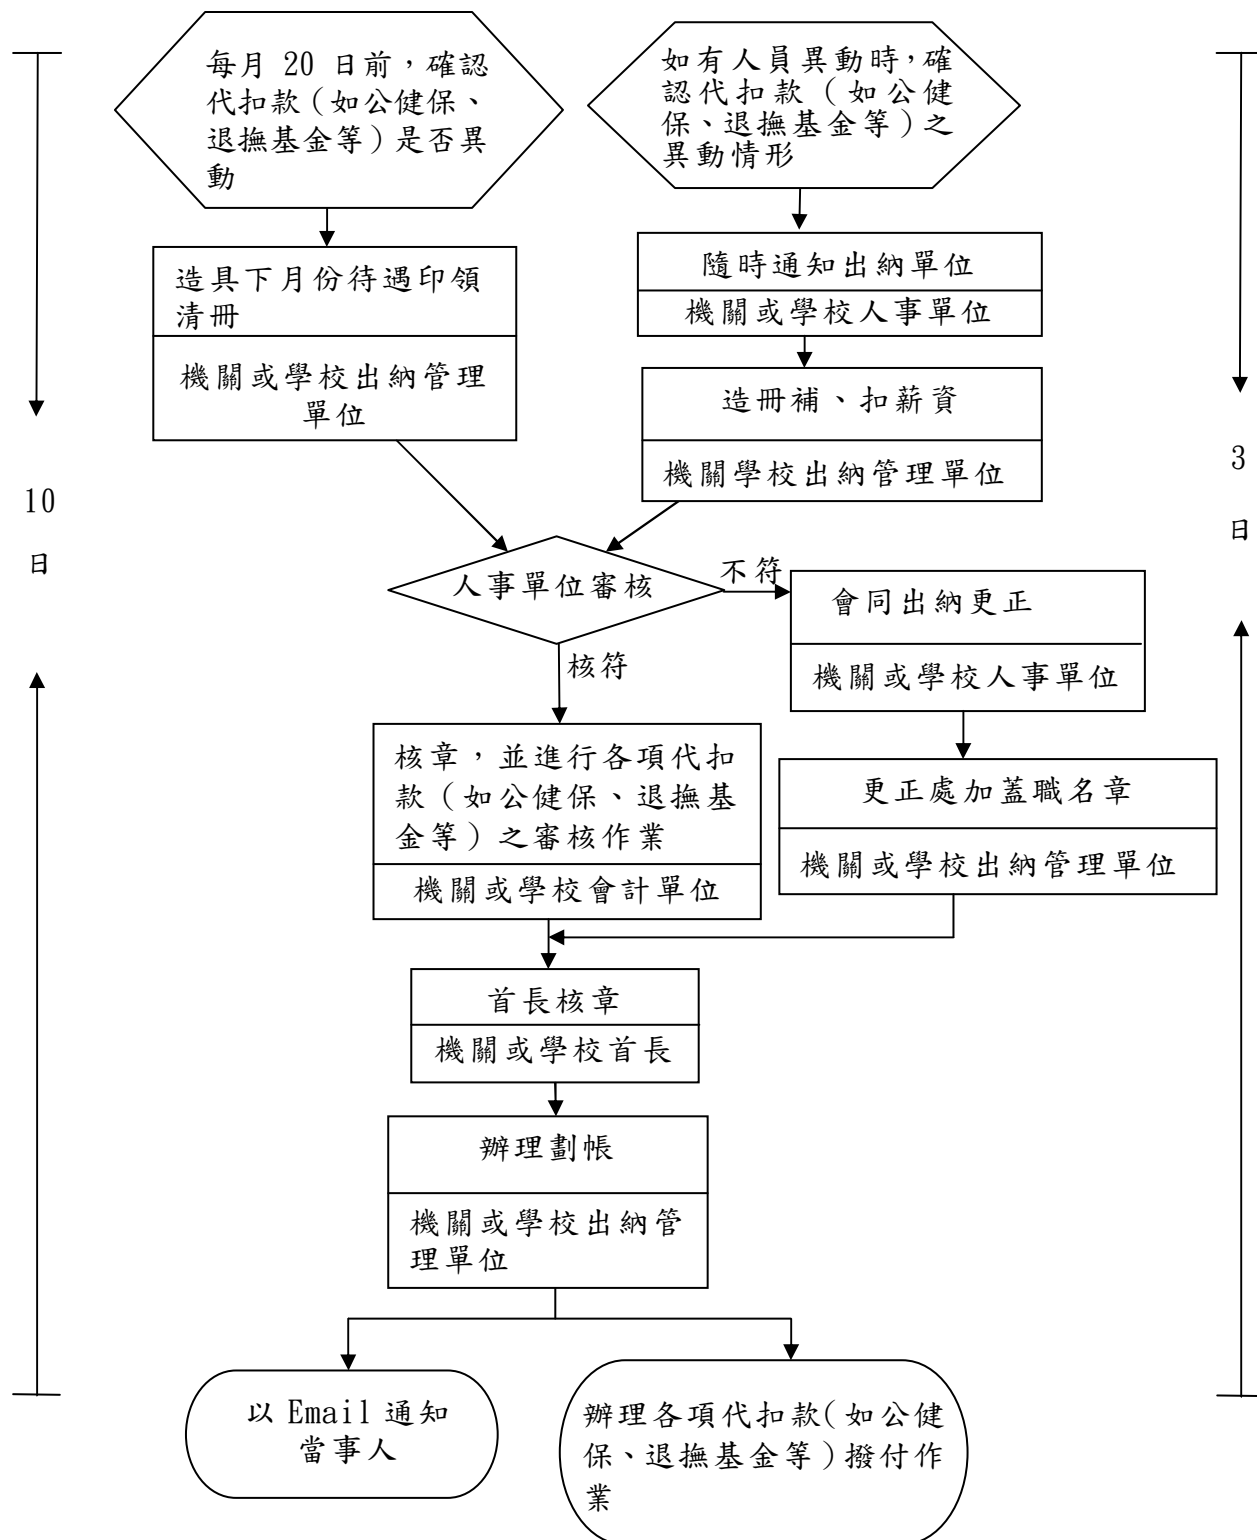 每月 20 日前，確認
代扣款（如公健保、
退撫基金等）是否異
動
如有人員異動時，確
認代扣款（如公健
保、退撫基金等）之
異動情形
造具下月份待遇印領
清冊
機關或學校出納管理
單位
隨時通知出納單位
機關或學校人事單位
造冊補、扣薪資
機關學校出納管理單位
10
日
3
日
人事單位審核
不符
核符
會同出納更正
機關或學校人事單位
核章，並進行各項代扣
款（如公健保、退撫基
金等）之審核作業
機關或學校會計單位
更正處加蓋職名章
機關或學校出納管理單位
首長核章
機關或學校首長
辦理劃帳
機關或學校出納管
理單位
以 Email 通知
當事人
辦理各項代扣款（如公健
保、退撫基金等）撥付作
業